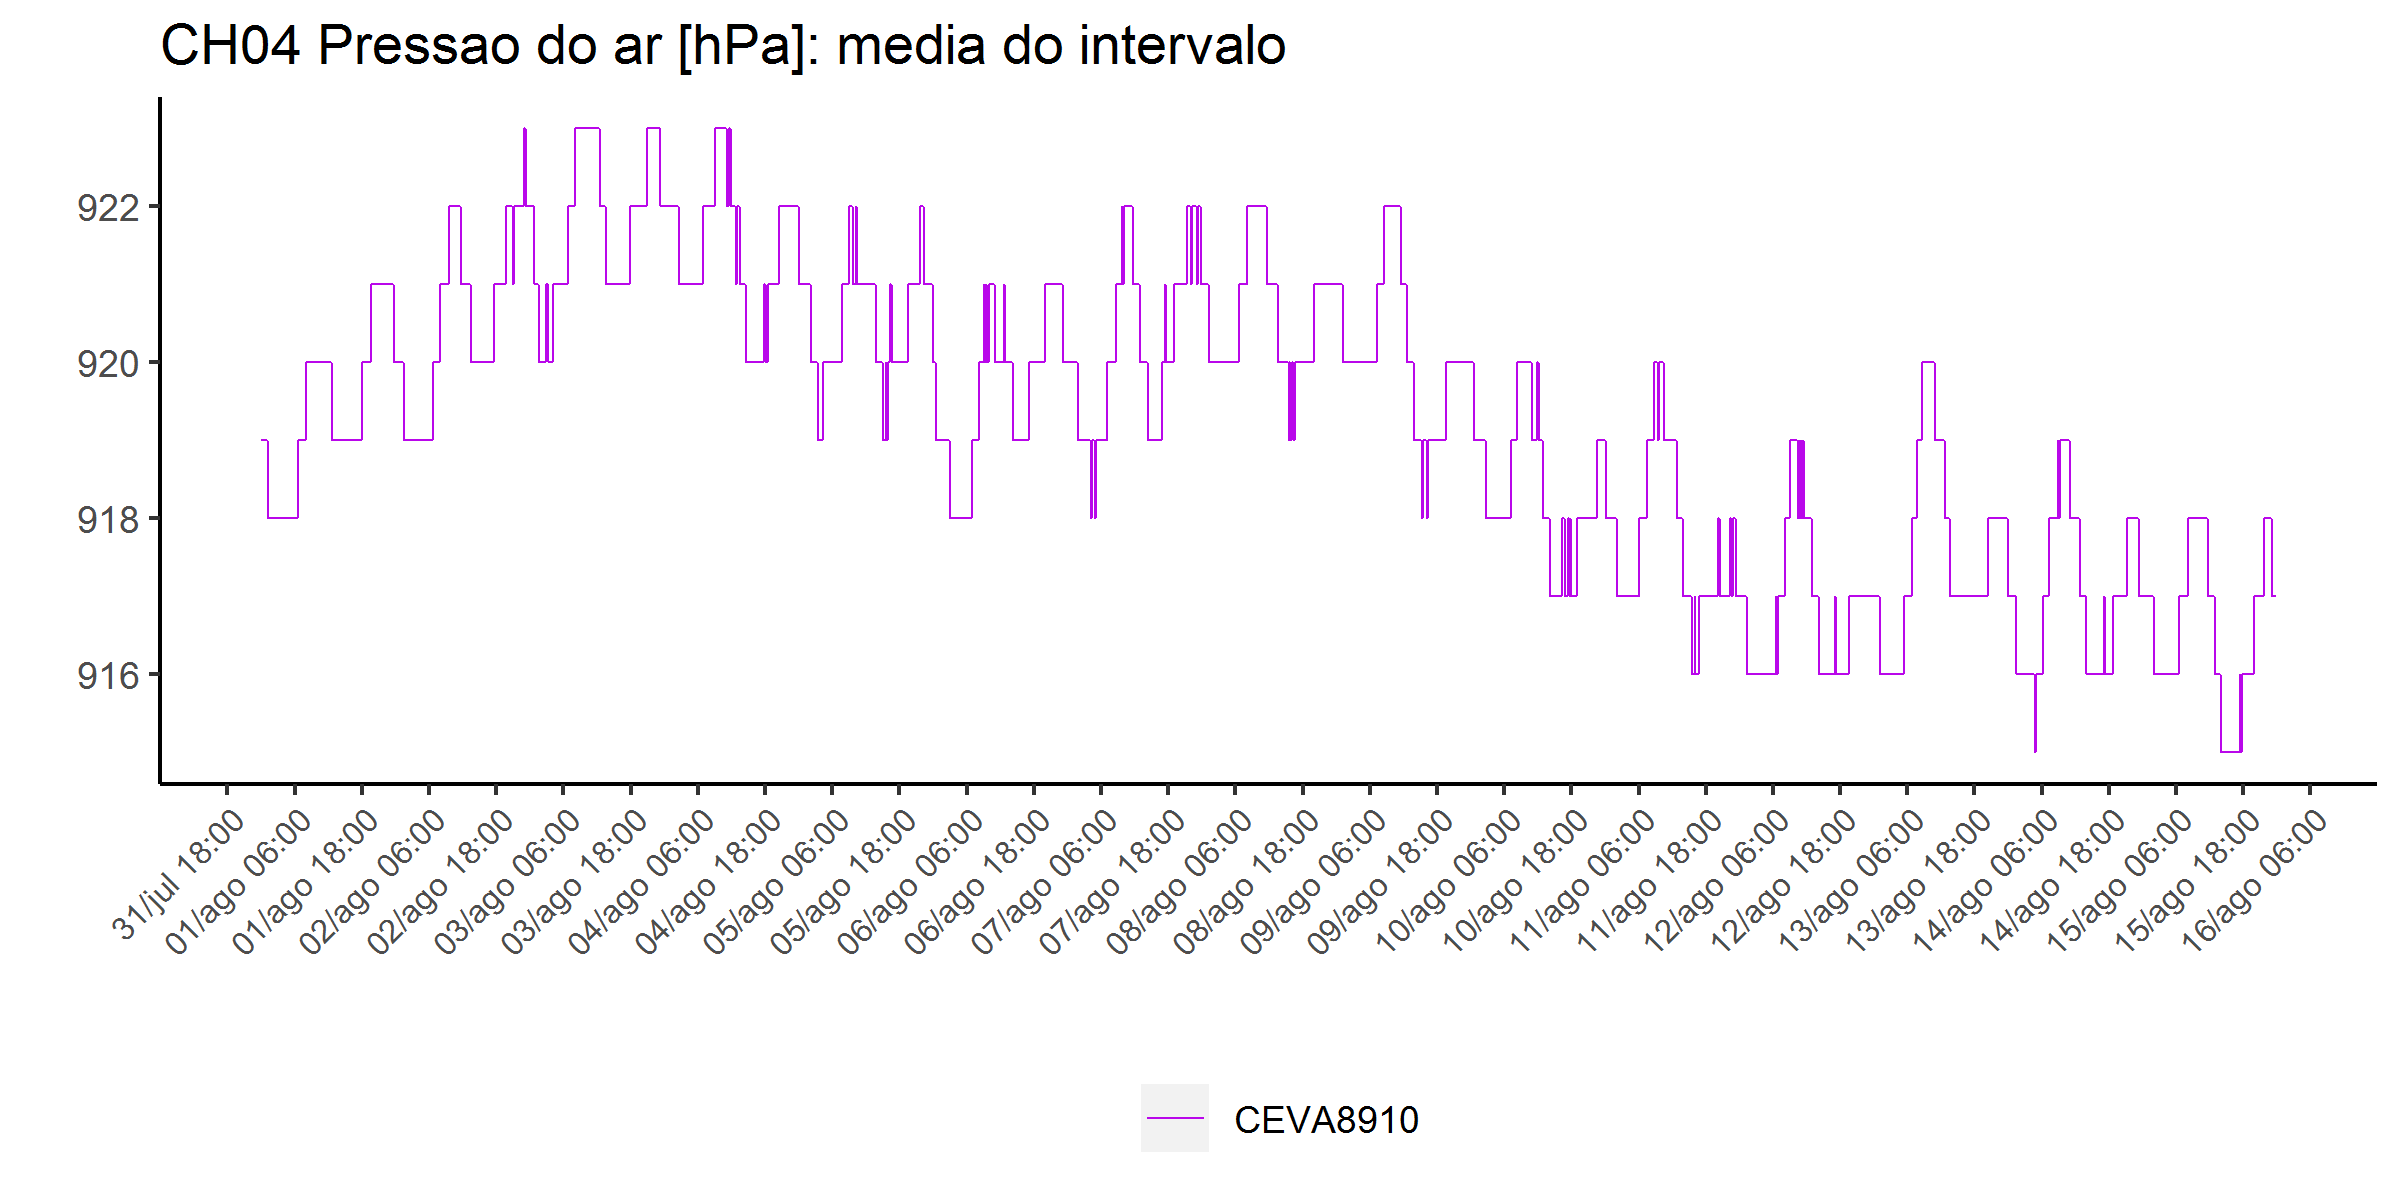 CH04 Pressao do ar [hPa]: media do intervalo
922
920
918
916
31/jul 18:00
01/ago 06:00
01/ago 18:00
02/ago 06:00
02/ago 18:00
03/ago 06:00
03/ago 18:00
04/ago 06:00
04/ago 18:00
05/ago 06:00
05/ago 18:00
06/ago 06:00
06/ago 18:00
07/ago 06:00
07/ago 18:00
08/ago 06:00
08/ago 18:00
09/ago 06:00
09/ago 18:00
10/ago 06:00
10/ago 18:00
11/ago 06:00
11/ago 18:00
12/ago 06:00
12/ago 18:00
13/ago 06:00
13/ago 18:00
14/ago 06:00
14/ago 18:00
15/ago 06:00
15/ago 18:00
16/ago 06:00
CEVA8910